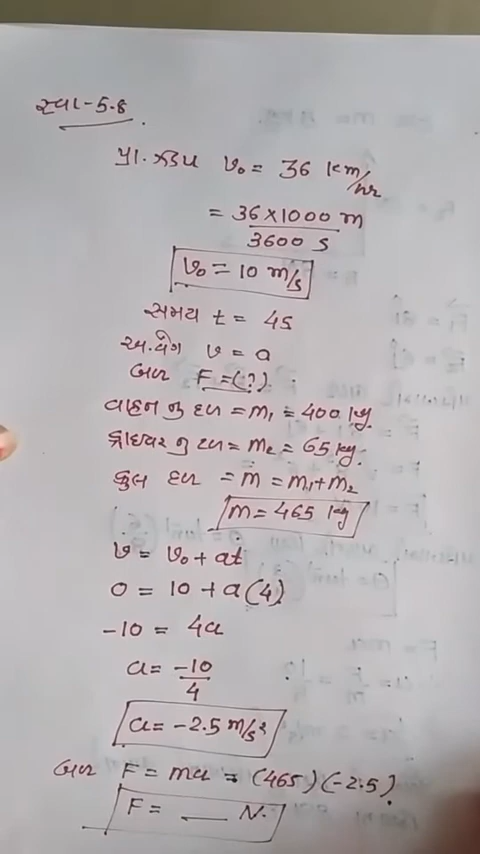 સ્વા-5.8.
પ્રા. ઝડપ v₀ = 36 km/hr
= 36×1000 m
3600 s
v₀ = 10 m/s
સમય t = 4s
અ.વેગ v = 0
બળ F = (?).
વાહન નું દળ = m₁ = 400 kg.
ડ્રાઇવર નું દળ = m₂ = 65 kg.
કુલ દળ = m = m₁+m₂
m = 465 kg
v = v₀ + at
0 = 10 + a(4)
-10 = 4a
a = -10
4
a = -2.5 m/s²
બળ F = ma = (465)(-2.5)
F = ___ N.